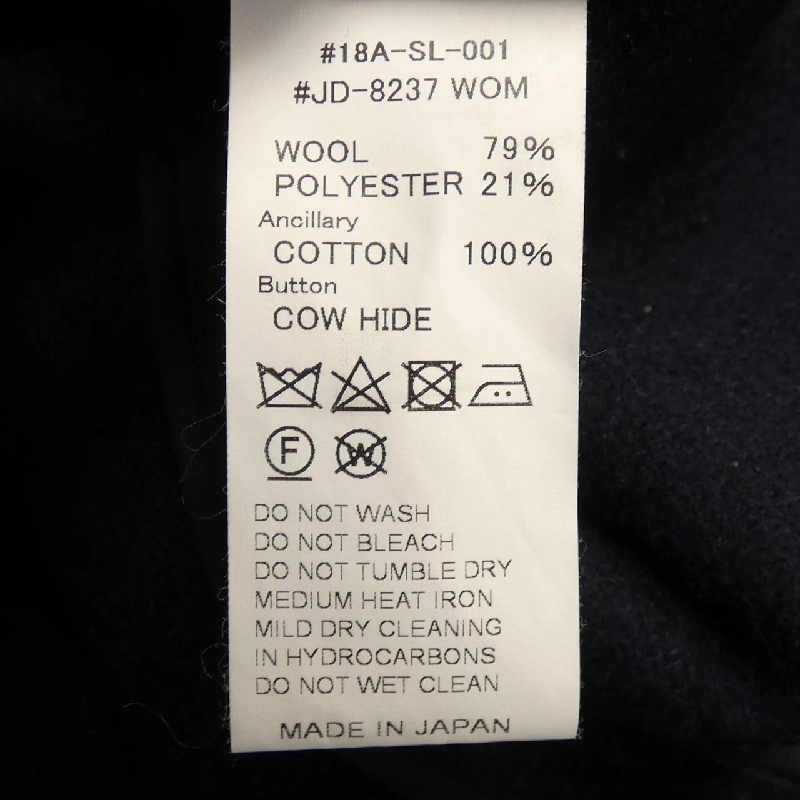 #18A-SL-001
#JD-8237 WOM
WOOL 79%
POLYESTER 21%
Ancillary
COTTON 100%
Button
COW HIDE
F W
DO NOT WASH
DO NOT BLEACH
DO NOT TUMBLE DRY
MEDIUM HEAT IRON
MILD DRY CLEANING
IN HYDROCARBONS
DO NOT WET CLEAN
MADE IN JAPAN